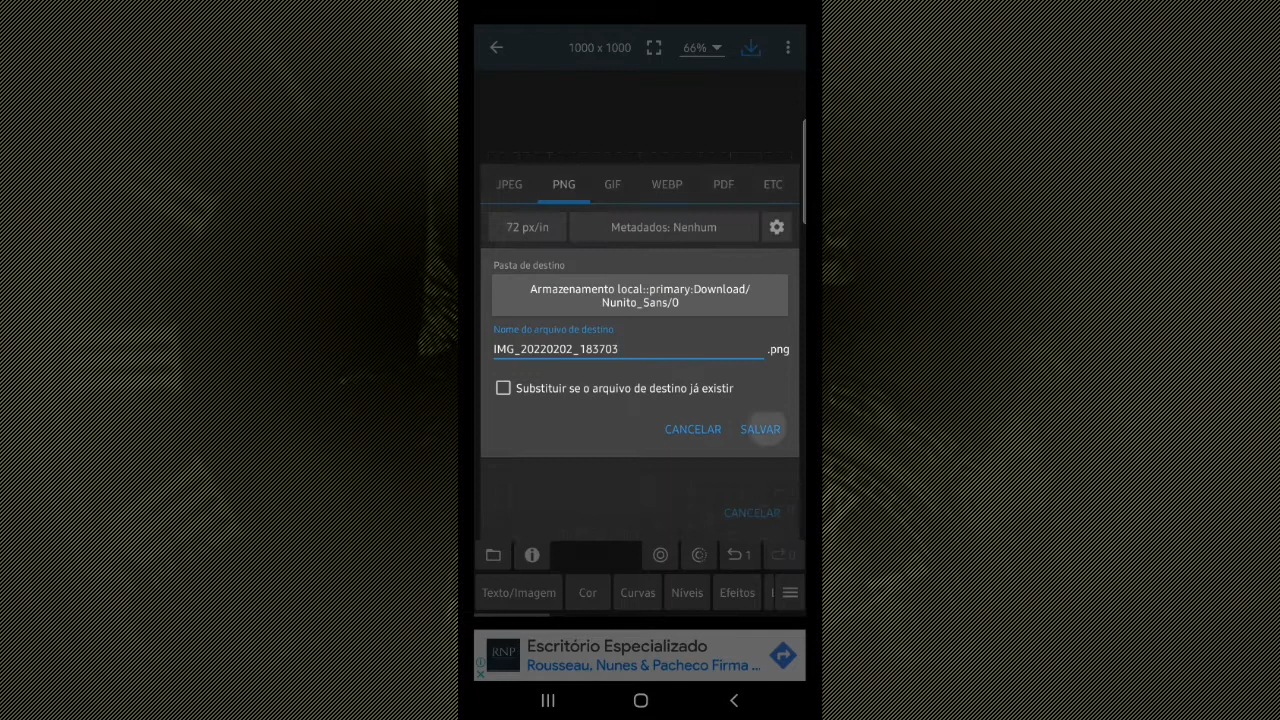 1000 x 1000
66%
JPEG
PNG
GIF
WEBP
PDF
ETC
72 px/in
Metadados: Nenhum
Pasta de destino
Armazenamento local::primary:Download/
Nunito_Sans/0
Nome do arquivo de destino
IMG_20220202_183703
.png
Substituir se o arquivo de destino já existir
CANCELAR
SALVAR
CANCELAR
1
0
Texto/Imagem
Cor
Curvas
Níveis
Efeitos
RNP
Escritório Especializado
Rousseau, Nunes & Pacheco Firma ...